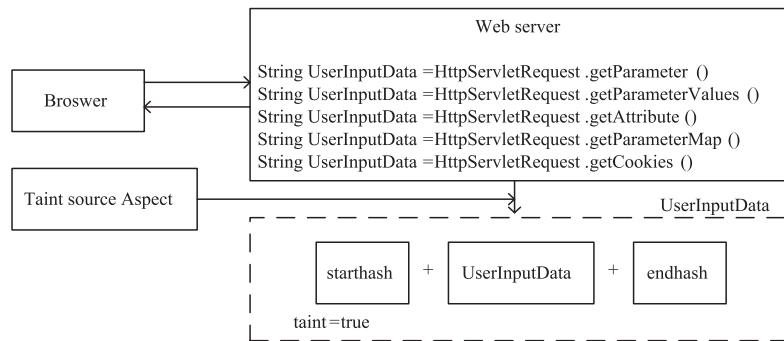 Web server
String UserInputData =HttpServletRequest .getParameter ()
String UserInputData =HttpServletRequest .getParameterValues ()
String UserInputData =HttpServletRequest .getAttribute ()
String UserInputData =HttpServletRequest .getParameterMap ()
String UserInputData =HttpServletRequest .getCookies ()
Broswer
Taint source Aspect
UserInputData
starthash + UserInputData + endhash
taint=true